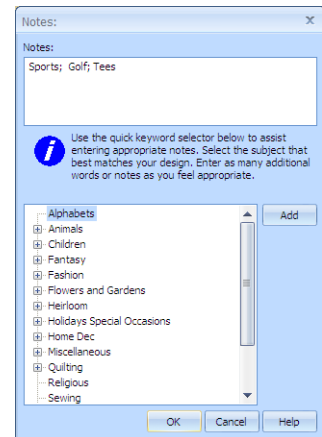 Notes:
Notes:
Sports;  Golf; Tees
Use the quick keyword selector below to assist
entering appropriate notes. Select the subject that
best matches your design. Enter as many additional
words or notes as you feel appropriate.
Alphabets
Add
Animals
Children
Fantasy
Fashion
Flowers and Gardens
Heirloom
Holidays Special Occasions
Home Dec
Miscellaneous
Quilting
Religious
Sewing
OK
Cancel
Help